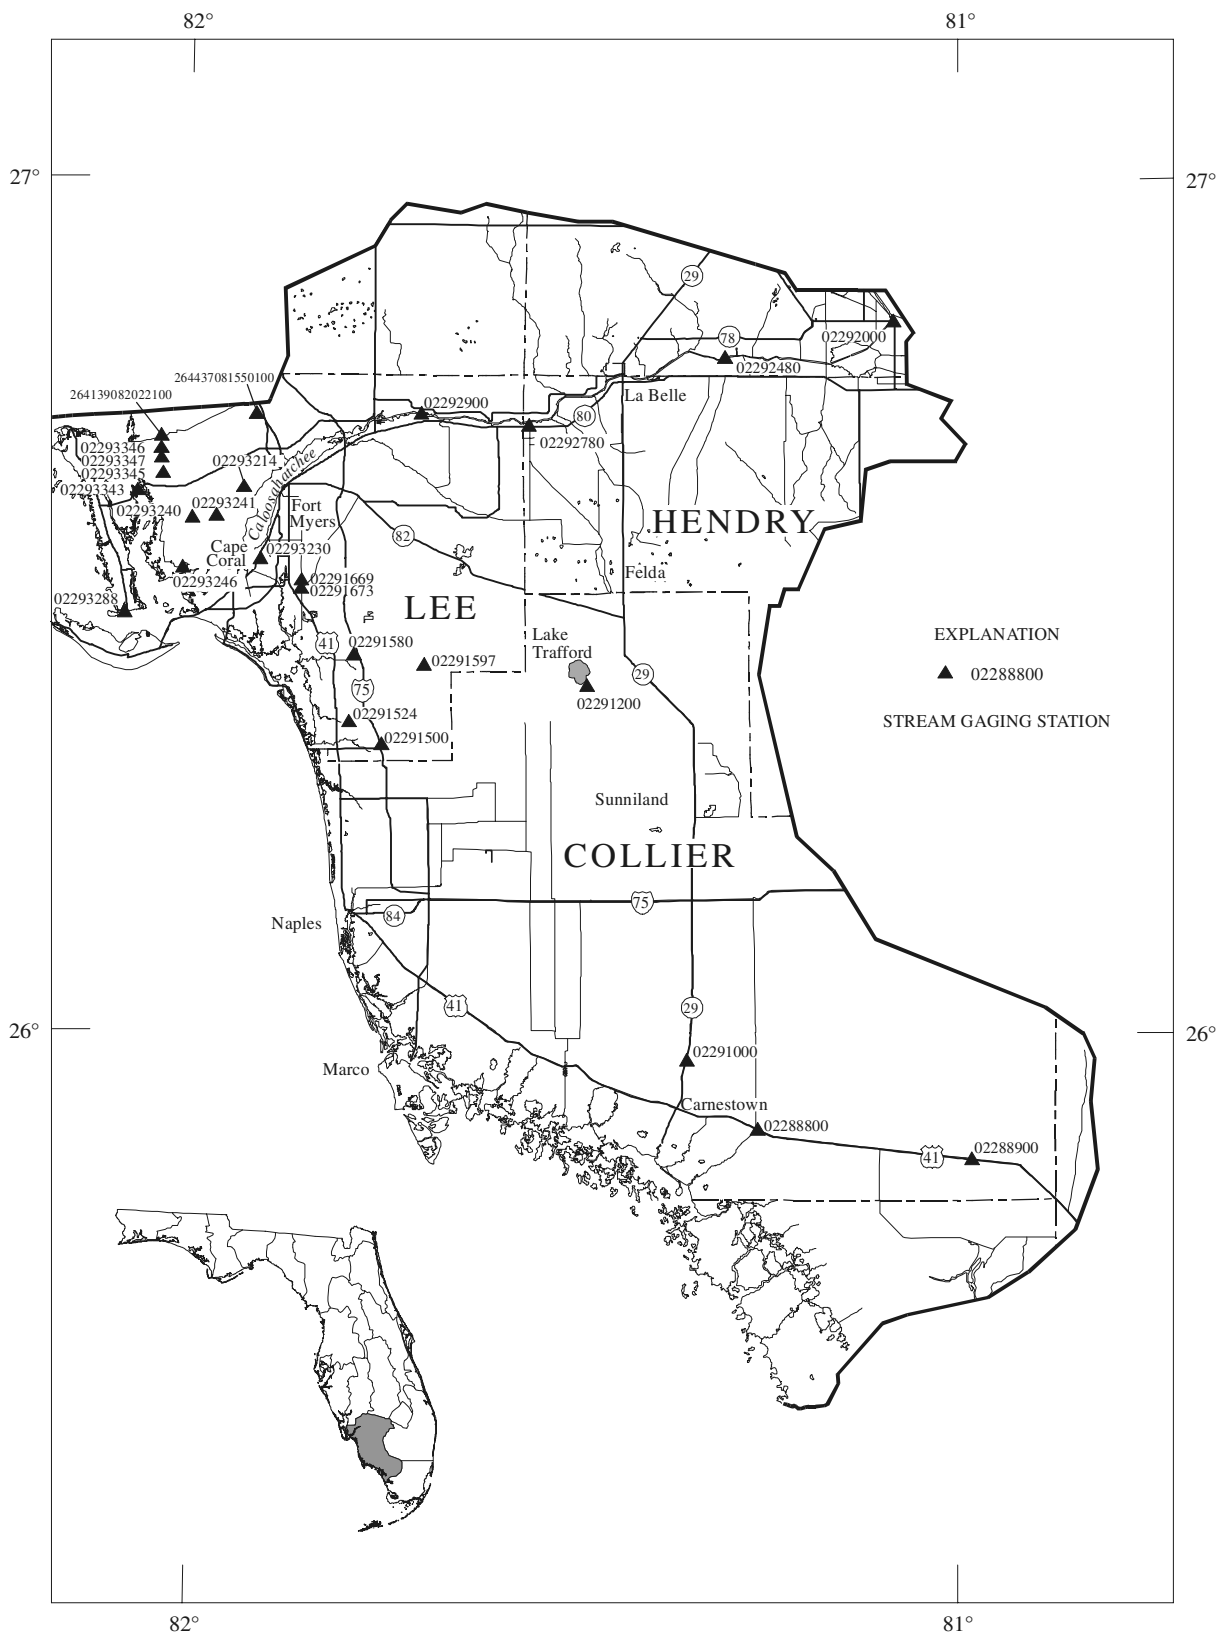 82°
81°
27°
27°
29
78
02292000
02292480
264437081550100
264139082022100
La Belle
02292900
80
02292780
02293346
02293347
02293214
02293345
02293343
Caloosahatchee
02293241
02293240
Fort
Myers
HENDRY
82
Cape
Coral
02293230
02293246
02291669
02291673
Felda
02293288
LEE
EXPLANATION
02288800
STREAM GAGING STATION
41
02291580
Lake
Trafford
02291597
29
75
02291200
02291524
02291500
Sunniland
COLLIER
75
84
Naples
41
29
26°
26°
02291000
Marco
Carnestown
02288800
41
02288900
82°
81°